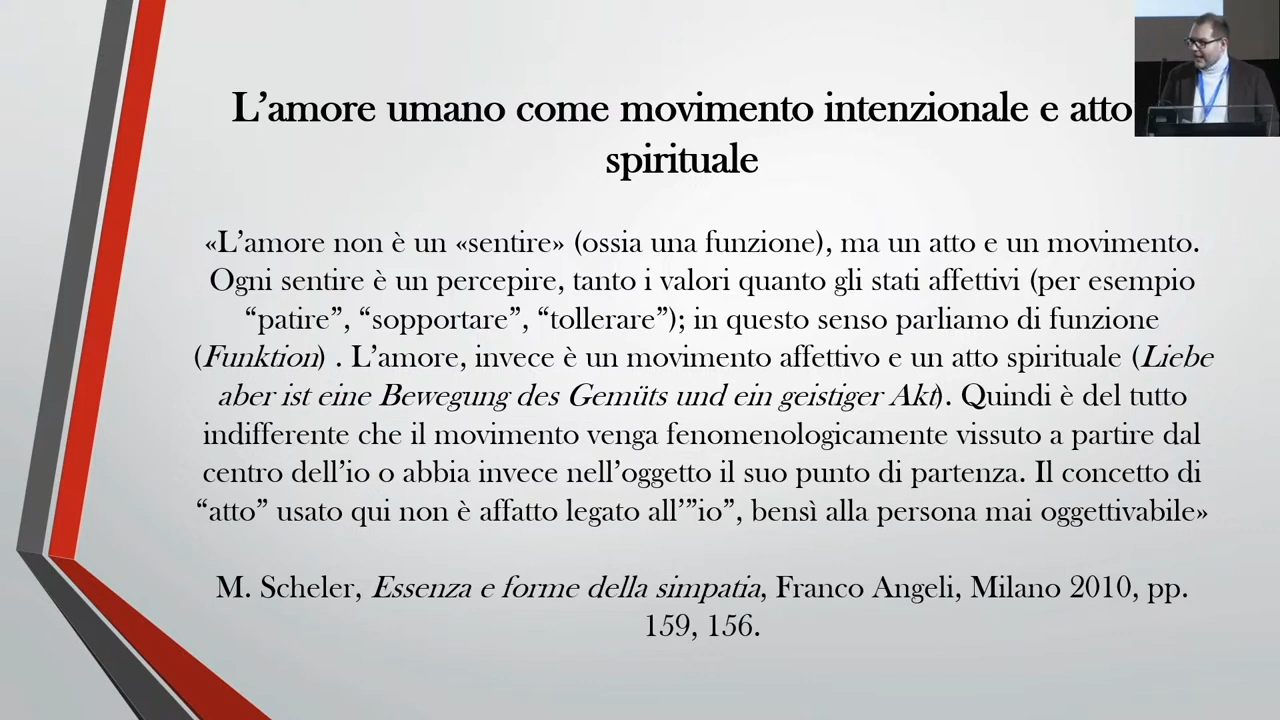 L’amore umano come movimento intenzionale e atto
spirituale
«L’amore non è un «sentire» (ossia una funzione), ma un atto e un movimento.
Ogni sentire è un percepire, tanto i valori quanto gli stati affettivi (per esempio
“patire”, “sopportare”, “tollerare”); in questo senso parliamo di funzione
(Funktion) . L’amore, invece è un movimento affettivo e un atto spirituale (Liebe
aber ist eine Bewegung des Gemüts und ein geistiger Akt). Quindi è del tutto
indifferente che il movimento venga fenomenologicamente vissuto a partire dal
centro dell’io o abbia invece nell’oggetto il suo punto di partenza. Il concetto di
“atto” usato qui non è affatto legato all’”io”, bensì alla persona mai oggettivabile»
M. Scheler, Essenza e forme della simpatia, Franco Angeli, Milano 2010, pp.
159, 156.